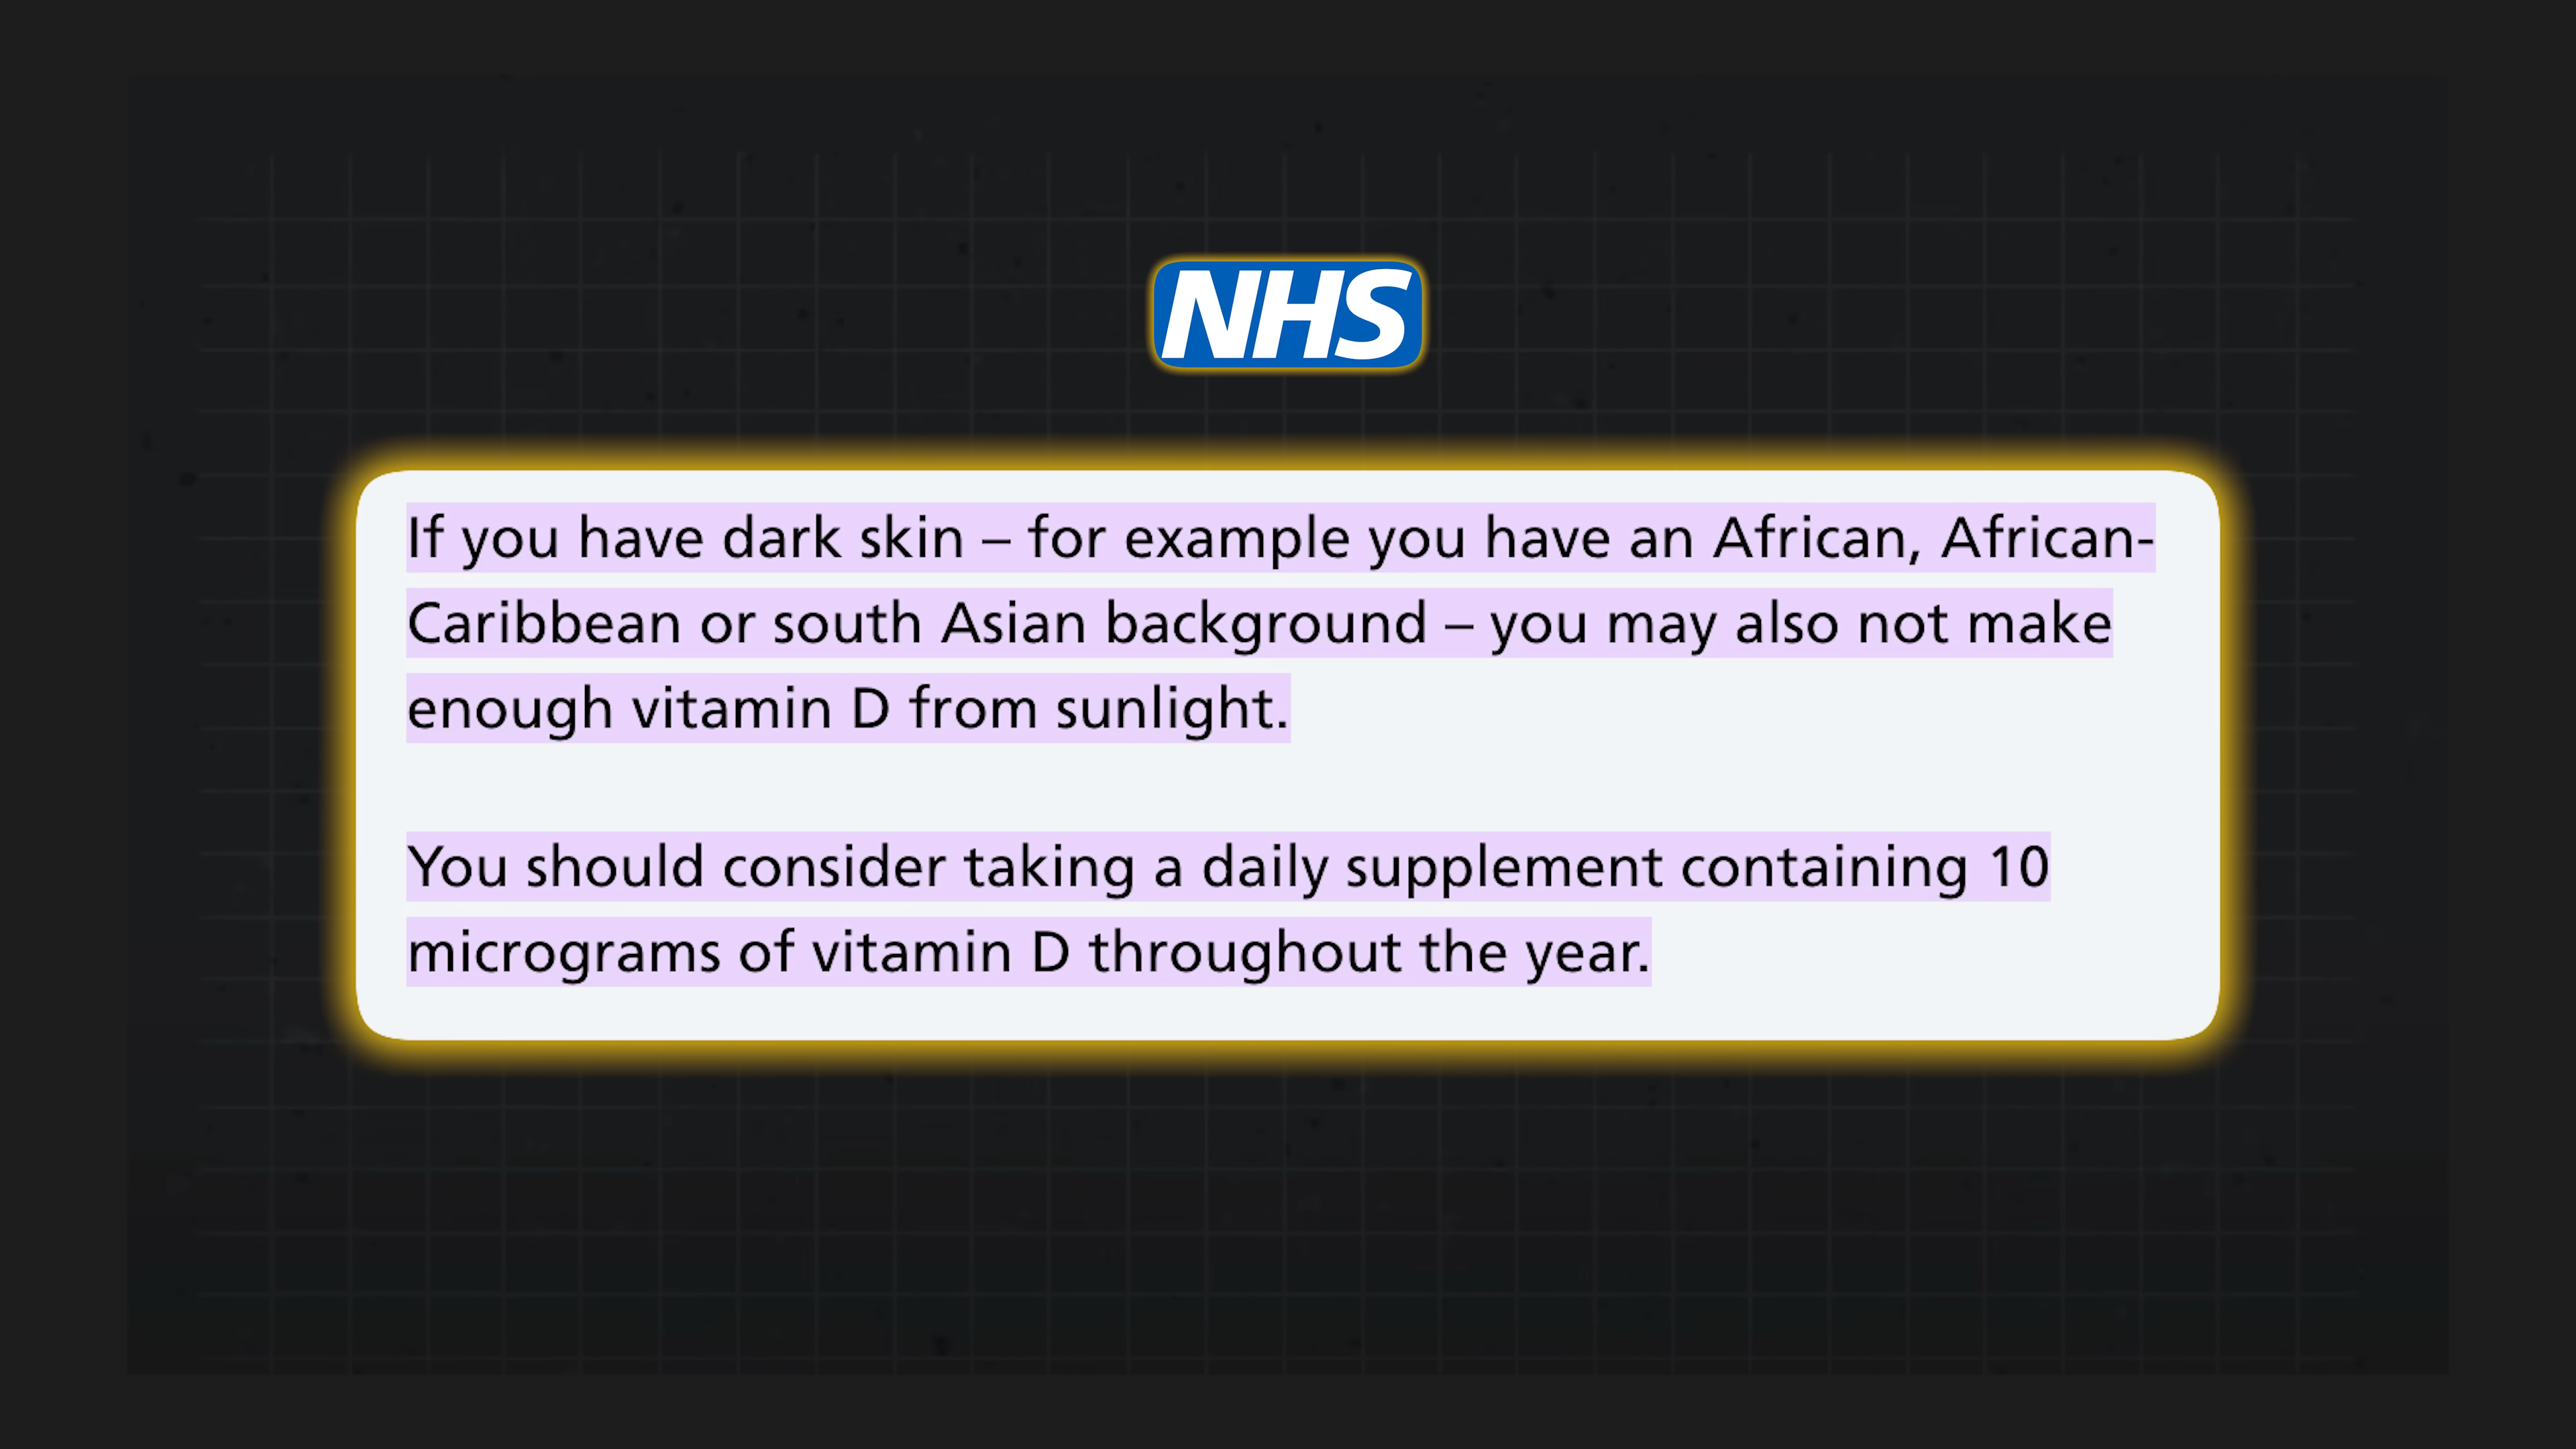 NHS
If you have dark skin – for example you have an African, African-
Caribbean or south Asian background – you may also not make
enough vitamin D from sunlight.
You should consider taking a daily supplement containing 10
micrograms of vitamin D throughout the year.